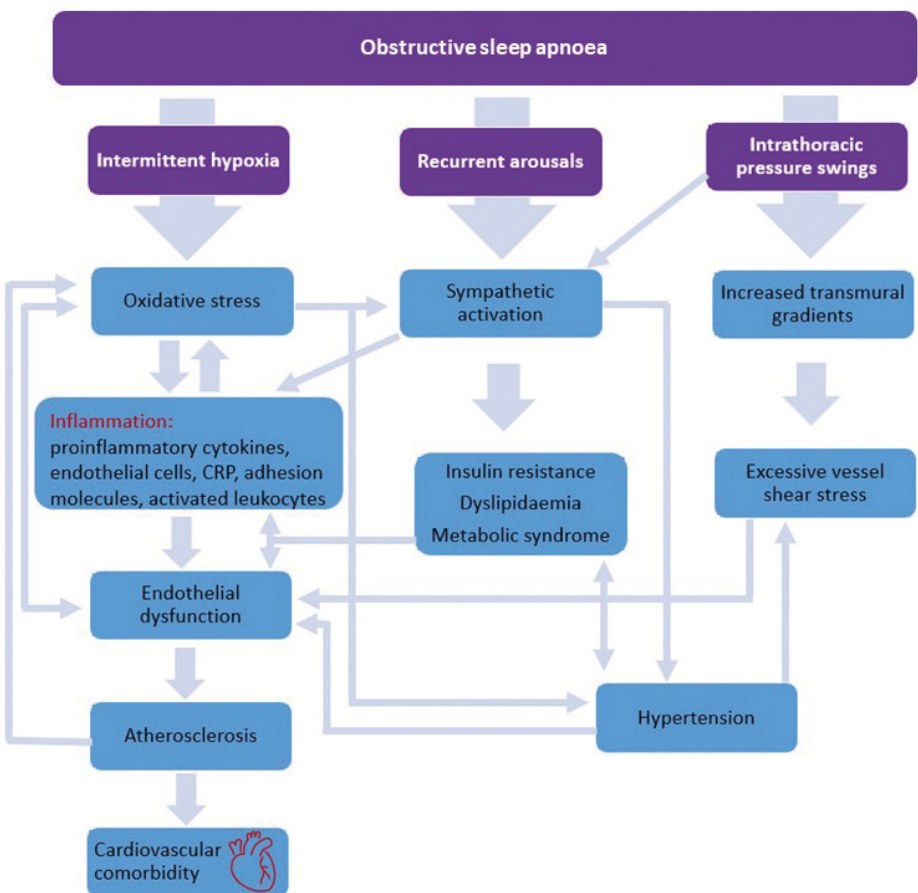 Obstructive sleep apnoea
Intermittent hypoxia
Recurrent arousals
Intrathoracic
pressure swings
Oxidative stress
Sympathetic
activation
Increased transmural
gradients
Inflammation:
proinflammatory cytokines,
endothelial cells, CRP, adhesion
molecules, activated leukocytes
Insulin resistance
Dyslipidaemia
Metabolic syndrome
Excessive vessel
shear stress
Endothelial
dysfunction
Atherosclerosis
Hypertension
Cardiovascular
comorbidity